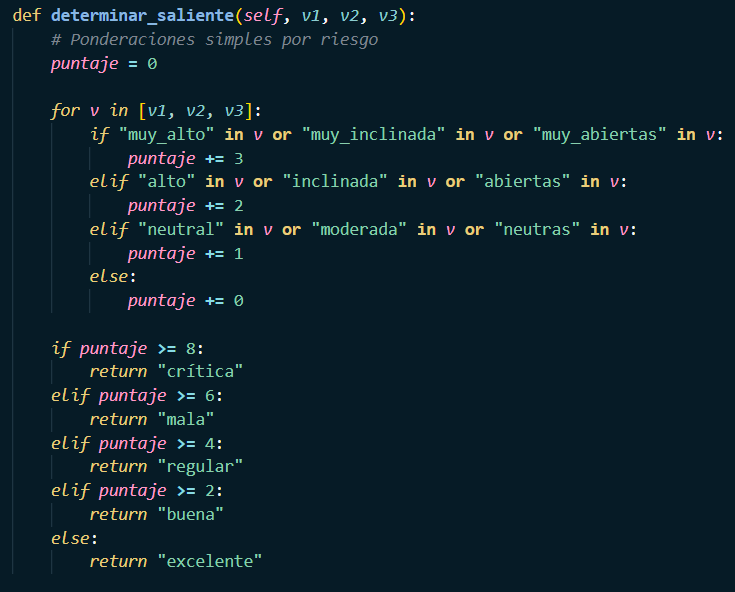 def determinar_saliente(self, v1, v2, v3):
    # Ponderaciones simples por riesgo
    puntaje = 0

    for v in [v1, v2, v3]:
        if "muy_alto" in v or "muy_inclinada" in v or "muy_abiertas" in v:
            puntaje += 3
        elif "alto" in v or "inclinada" in v or "abiertas" in v:
            puntaje += 2
        elif "neutral" in v or "moderada" in v or "neutras" in v:
            puntaje += 1
        else:
            puntaje += 0

    if puntaje >= 8:
        return "crítica"
    elif puntaje >= 6:
        return "mala"
    elif puntaje >= 4:
        return "regular"
    elif puntaje >= 2:
        return "buena"
    else:
        return "excelente"